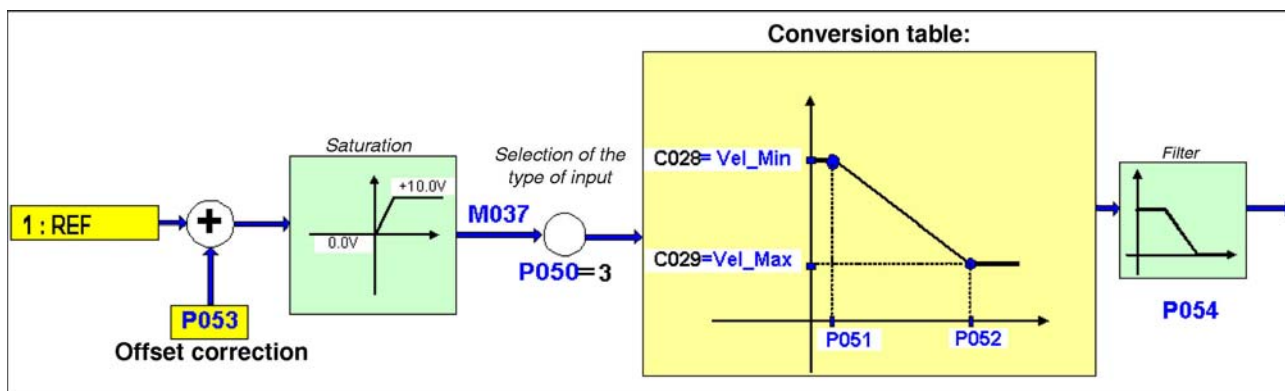 Conversion table:
1 : REF
+
P053
Offset correction
Saturation
+10.0V
0.0V
M037
Selection of the
type of input
P050=3
C028= Vel_Min
C029=Vel_Max
P051
P052
Filter
P054